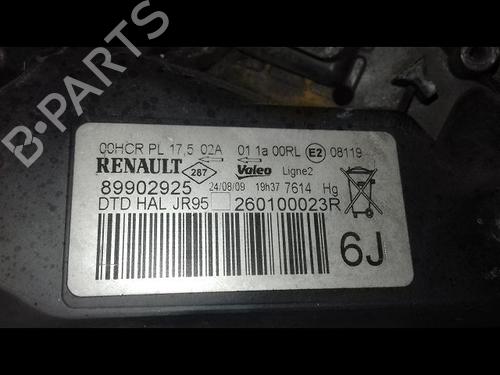 B-PARTS
00HCR PL 17,5 02A 01 1a 00RL E2 08119
RENAULT 287 Valeo Ligne2
89902925 24/08/09 19h37 7614 Hg
DTD HAL JR95 260100023R
6J